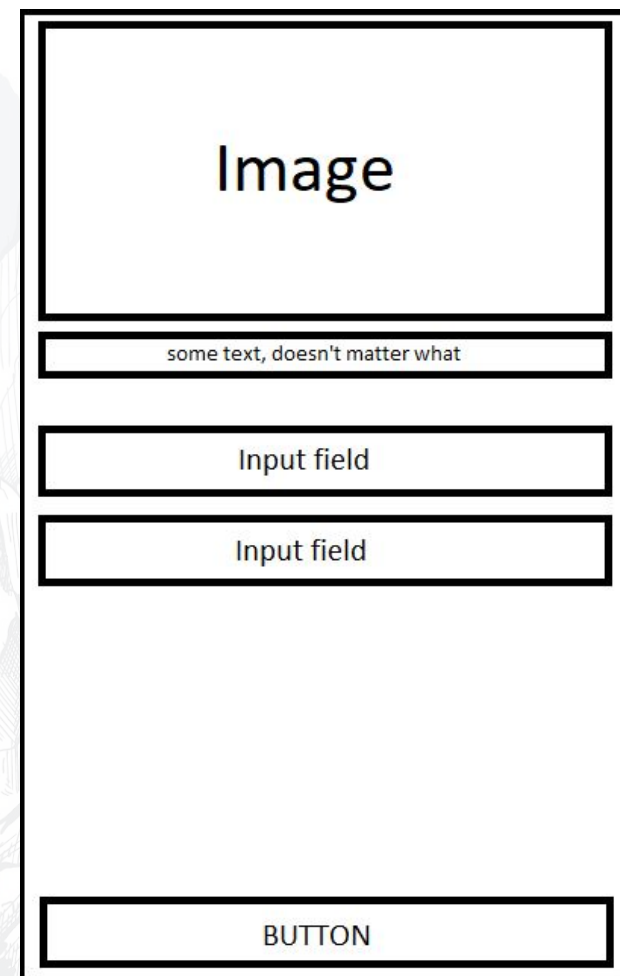 Image
some text, doesn't matter what
Input field
Input field
BUTTON